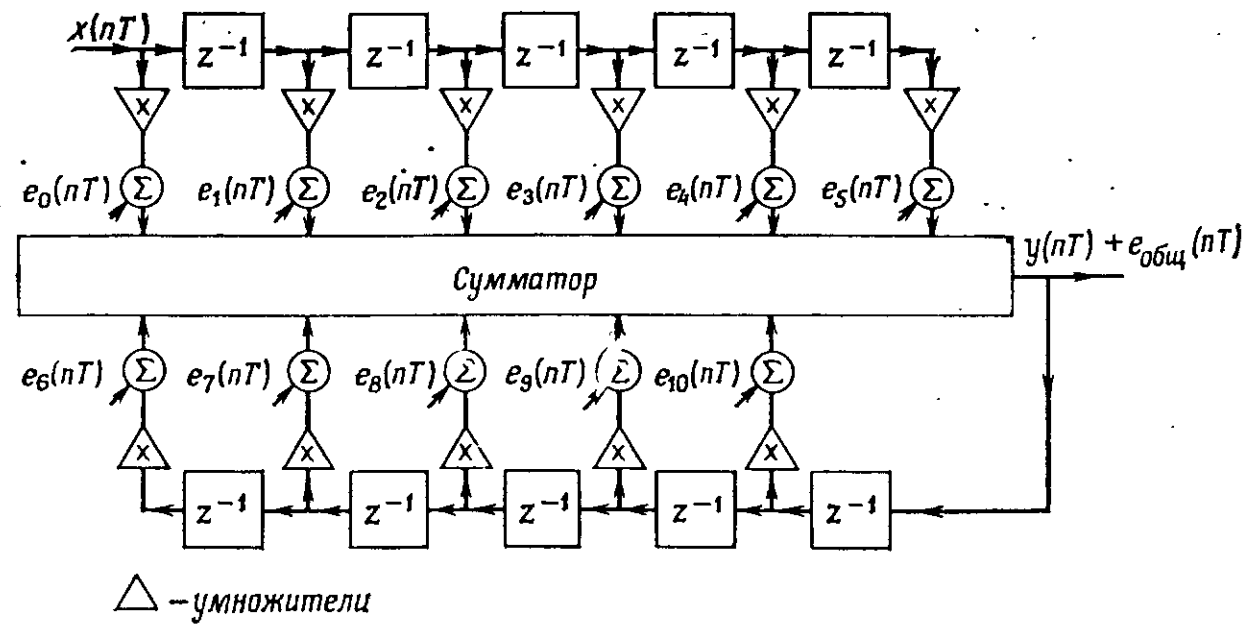 x(nT) z⁻¹ z⁻¹ z⁻¹ z⁻¹ z⁻¹
x x x x x x
e₀(nT) Σ e₁(nT) Σ e₂(nT) Σ e₃(nT) Σ e₄(nT) Σ e₅(nT) Σ
y(nT) + eобщ(nT)
Сумматор
e₆(nT) Σ e₇(nT) Σ e₈(nT) Σ e₉(nT) Σ e₁₀(nT) Σ
x x x x x
z⁻¹ z⁻¹ z⁻¹ z⁻¹ z⁻¹
– умножители